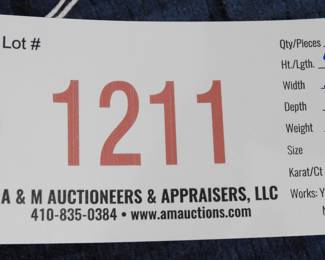 Lot #
1211
A & M AUCTIONEERS & APPRAISERS, LLC
410-835-0384 • www.amauctions.com
Qty/Pieces
Ht./Lgth.
Width
Depth
Weight
Size
Karat/Ct
Works: Y